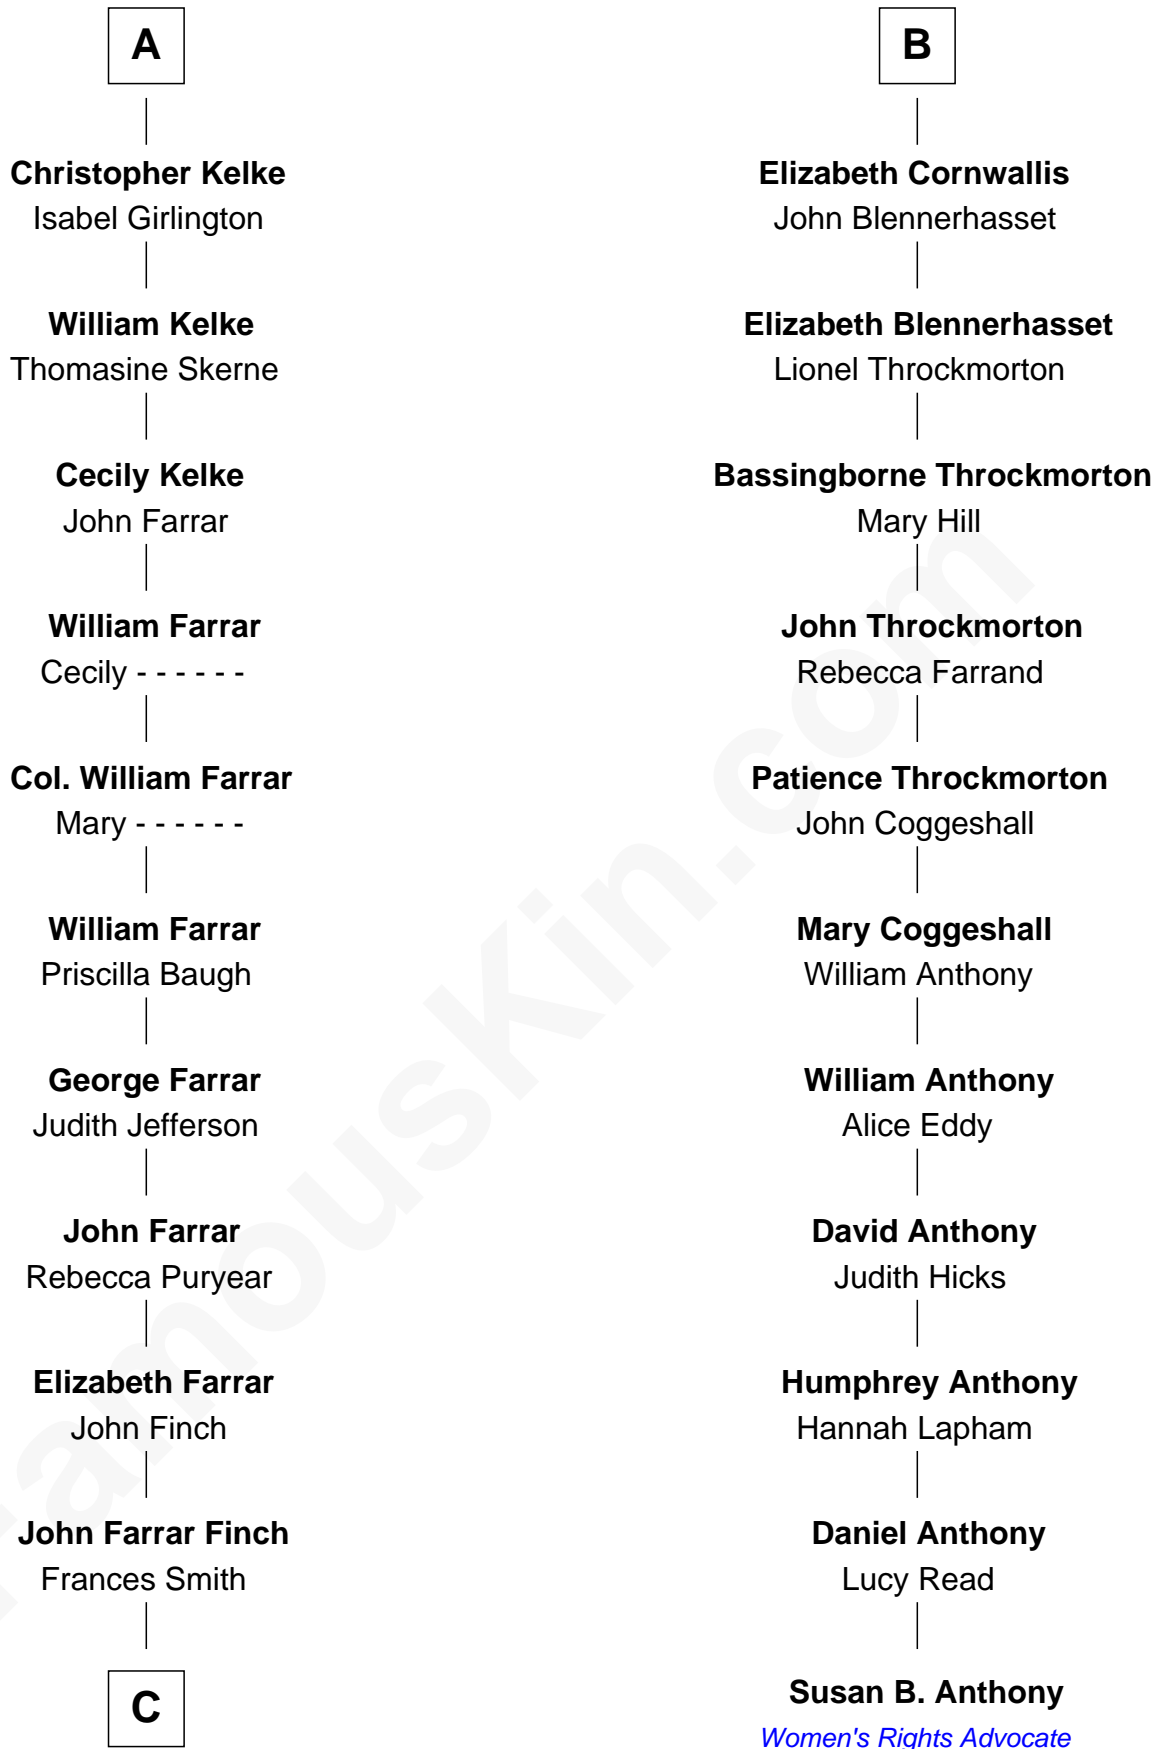 A
Christopher Kelke
Isabel Girlington
William Kelke
Thomasine Skerne
Cecily Kelke
John Farrar
William Farrar
Cecily - - - - - -
Col. William Farrar
Mary - - - - - -
William Farrar
Priscilla Baugh
George Farrar
Judith Jefferson
John Farrar
Rebecca Puryear
Elizabeth Farrar
John Finch
John Farrar Finch
Frances Smith
C
B
Elizabeth Cornwallis
John Blennerhasset
Elizabeth Blennerhasset
Lionel Throckmorton
Bassingborne Throckmorton
Mary Hill
John Throckmorton
Rebecca Farrand
Patience Throckmorton
John Coggeshall
Mary Coggeshall
William Anthony
William Anthony
Alice Eddy
David Anthony
Judith Hicks
Humphrey Anthony
Hannah Lapham
Daniel Anthony
Lucy Read
Susan B. Anthony
Women's Rights Advocate
FamousKin.com